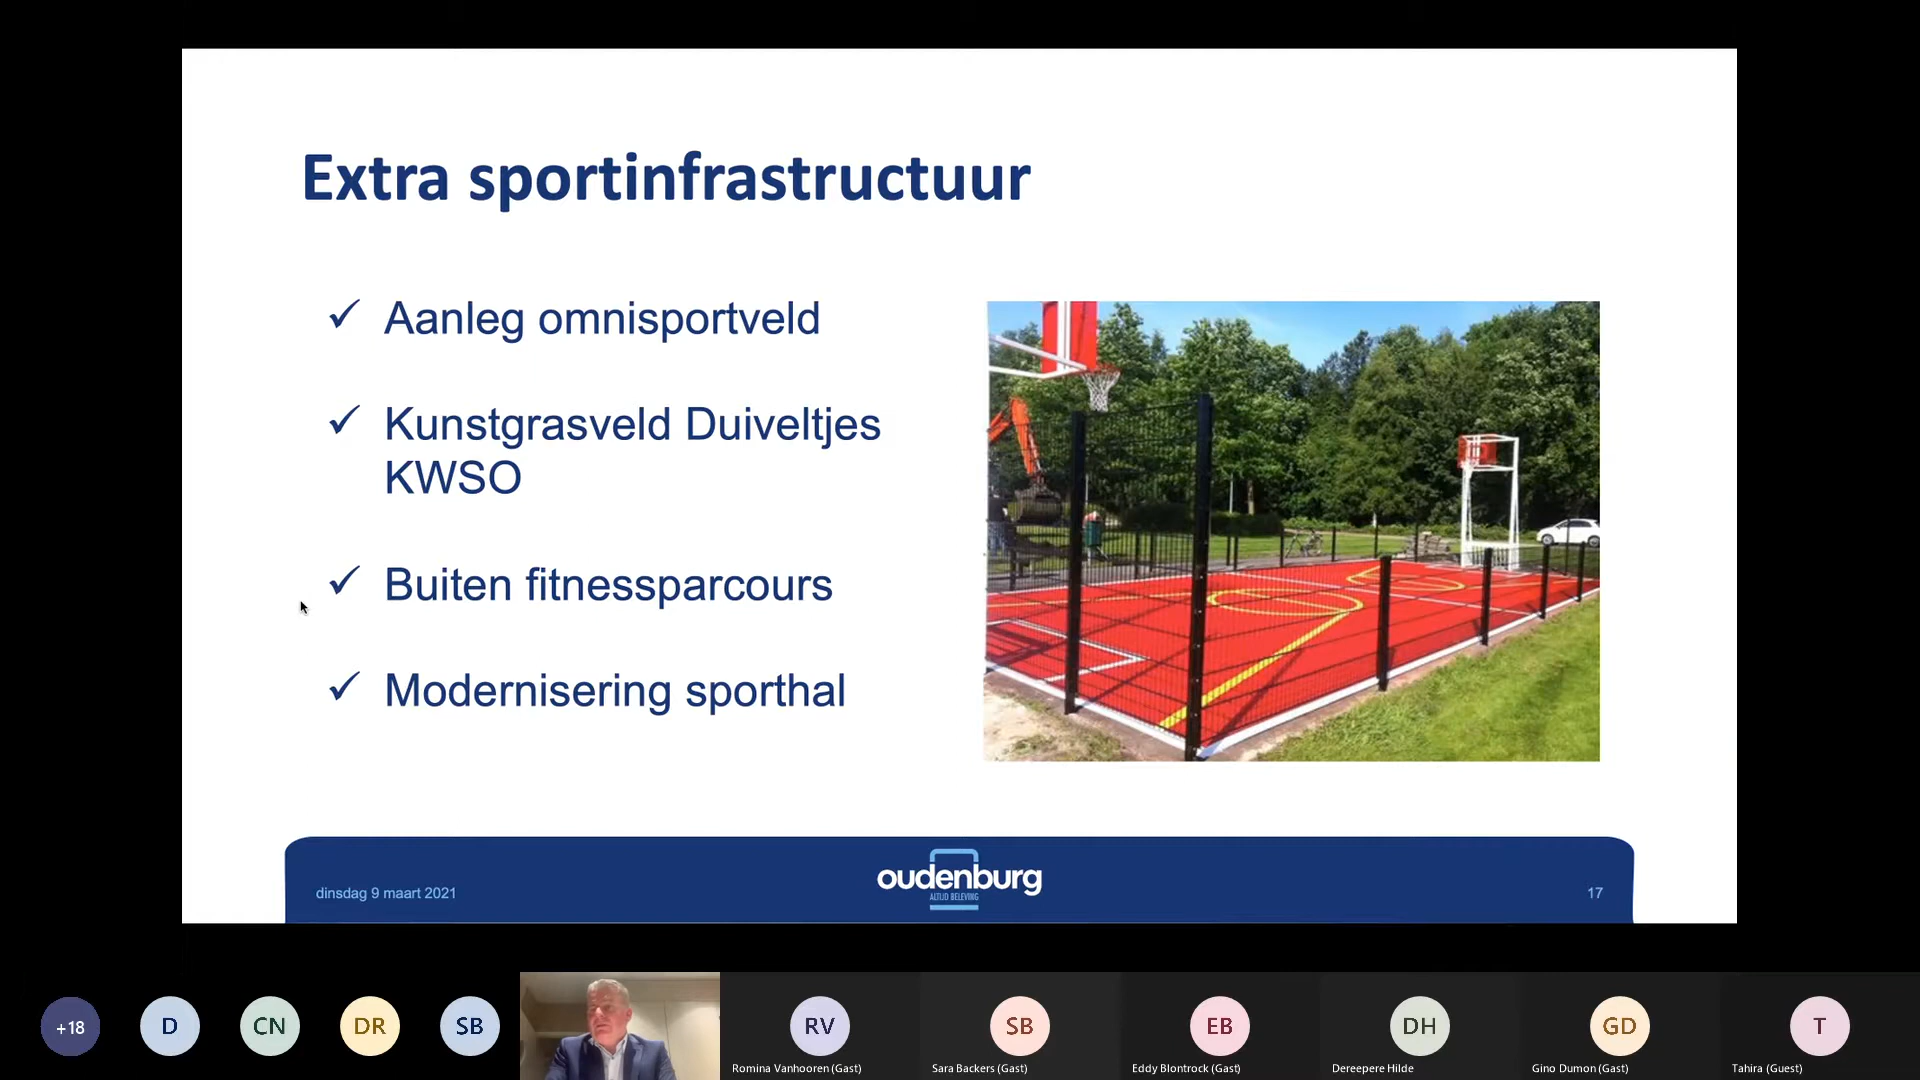 Extra sportinfrastructuur
✓ Aanleg omnisportveld
✓ Kunstgrasveld Duiveltjes
KWSO
✓ Buiten fitnessparcours
✓ Modernisering sporthal
dinsdag 9 maart 2021
oudenburg
ALTIJD BELEVING
17
+18
D
CN
DR
SB
RV
SB
EB
DH
GD
T
Romina Vanhooren (Gast)
Sara Backers (Gast)
Eddy Blontrock (Gast)
Dereepere Hilde
Gino Dumon (Gast)
Tahira (Guest)